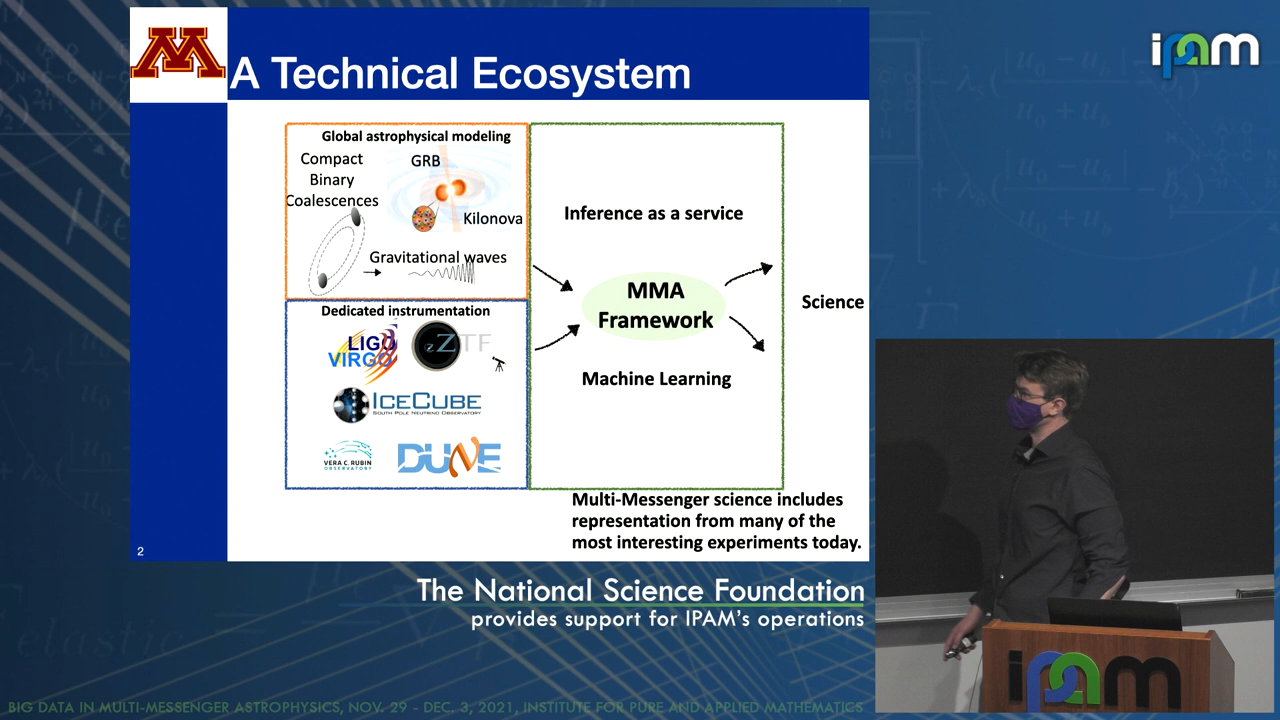 A Technical Ecosystem
ipam
Global astrophysical modeling
Compact
Binary
Coalescences
GRB
Kilonova
Gravitational waves
Dedicated instrumentation
LIGO
VIRGO
ZTF
ICECUBE
SOUTH POLE NEUTRINO OBSERVATORY
VERA C. RUBIN
OBSERVATORY
DUNE
Inference as a service
MMA
Framework
Machine Learning
Science
Multi-Messenger science includes
representation from many of the
most interesting experiments today.
2
The National Science Foundation
provides support for IPAM's operations
ipam
BIG DATA IN MULTI-MESSENGER ASTROPHYSICS, NOV. 29 - DEC. 3, 2021, INSTITUTE FOR PURE AND APPLIED MATHEMATICS